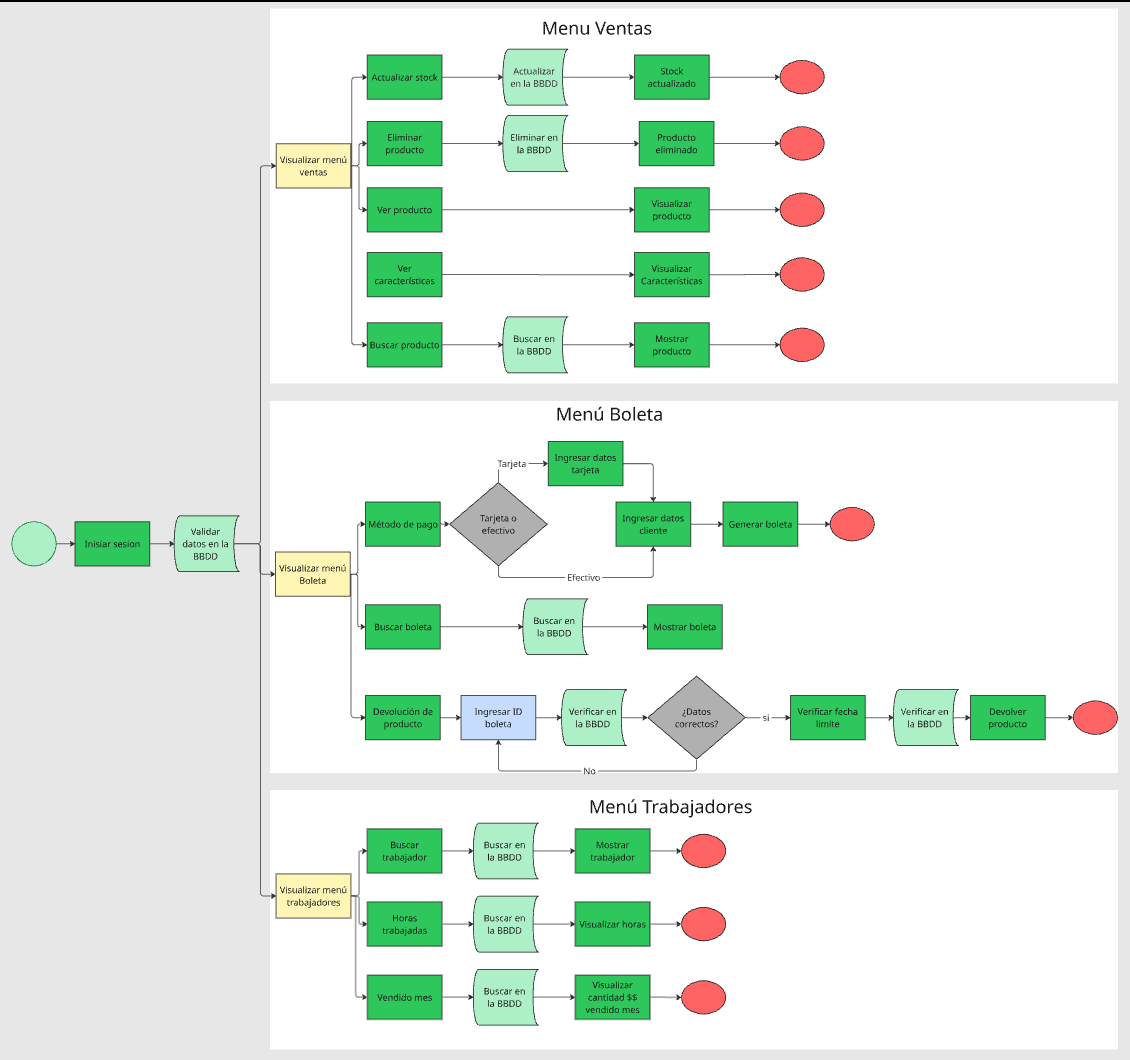 Menu Ventas
Actualizar stock
Actualizar
en la BBDD
Stock
actualizado
Eliminar
producto
Eliminar en
la BBDD
Producto
eliminado
Visualizar menú
ventas
Ver producto
Visualizar
producto
Ver
características
Visualizar
Características
Buscar producto
Buscar en
la BBDD
Mostrar
producto
Menú Boleta
Tarjeta
Ingresar datos
tarjeta
Método de pago
Tarjeta o
efectivo
Ingresar datos
cliente
Generar boleta
Inisiar sesion
Validar
datos en la
BBDD
Visualizar menú
Boleta
Efectivo
Buscar boleta
Buscar en
la BBDD
Mostrar boleta
Devolución de
producto
Ingresar ID
boleta
Verificar en
la BBDD
¿Datos
correctos?
si
Verificar fecha
limite
Verificar en
la BBDD
Devolver
producto
No
Menú Trabajadores
Buscar
trabajador
Buscar en
la BBDD
Mostrar
trabajador
Visualizar menú
trabajadores
Horas
trabajadas
Buscar en
la BBDD
Visualizar horas
Vendido mes
Buscar en
la BBDD
Visualizar
cantidad $$
vendido mes